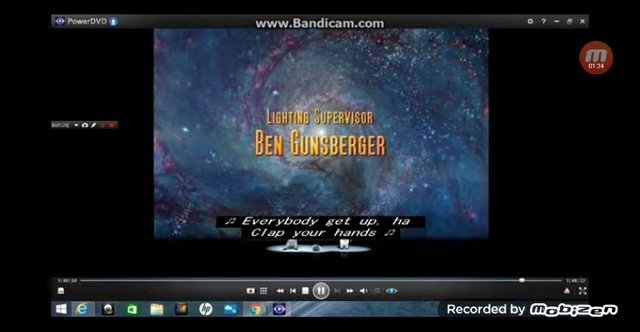 www.Bandicam.com
PowerDVD
01:24
Lighting Supervisor
Ben Gunsberger
♫ Everybody get up, ha
Clap your hands ♫
hp
Recorded by mobizen